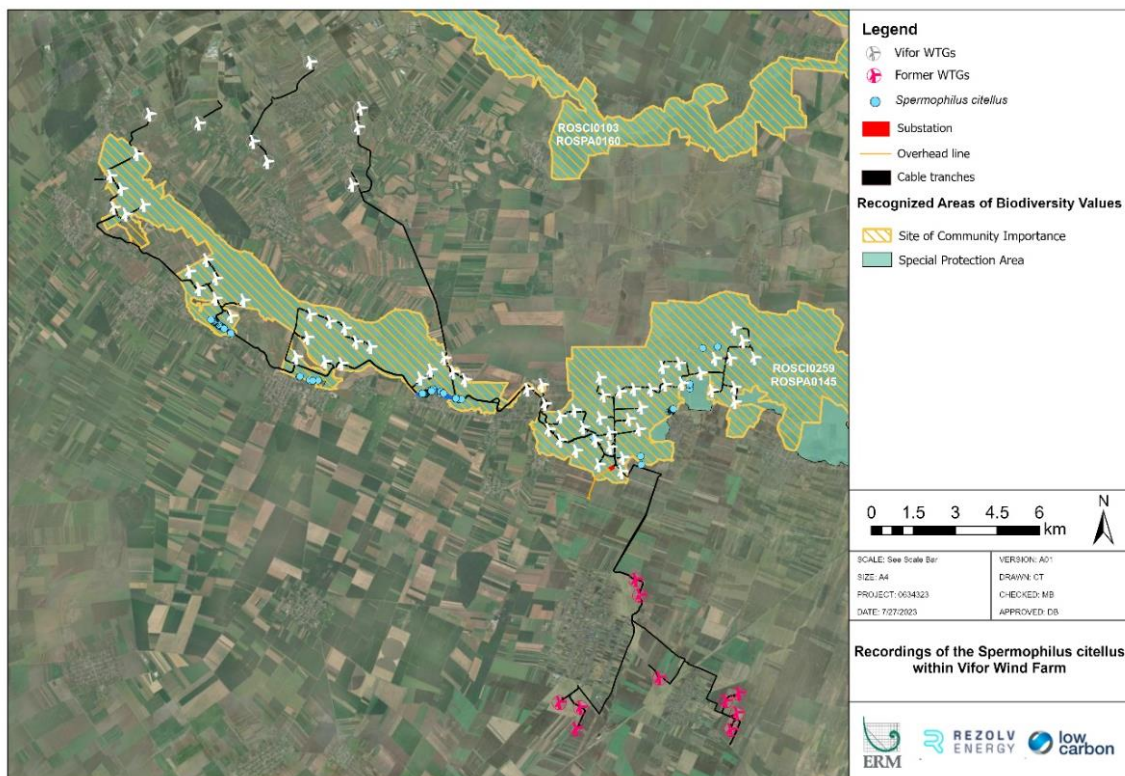 ROSCI0103
ROSPA0160
ROSCI0259
ROSPA0145
Legend
Vifor WTGs
Former WTGs
Spermophilus citellus
Substation
Overhead line
Cable tranches
Recognized Areas of Biodiversity Values
Site of Community Importance
Special Protection Area
0 1.5 3 4.5 6
km
N
SCALE: See Scale Bar
VERSION: A01
SIZE: A4
DRAWN: CT
PROJECT: 0634323
CHECKED: MB
DATE: 7/27/2023
APPROVED: DB
Recordings of the Spermophilus citellus
within Vifor Wind Farm
ERM
REZOLV
ENERGY
low
carbon